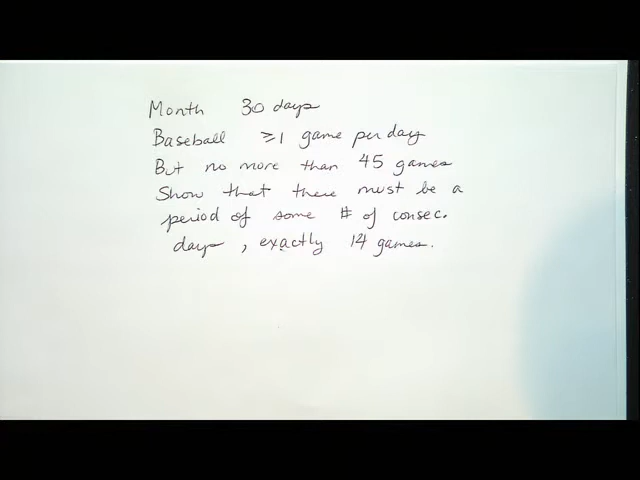 Month 30 days
Baseball ≥1 game per day
But no more than 45 games
Show that there must be a
period of some # of consec.
days, exactly 14 games.